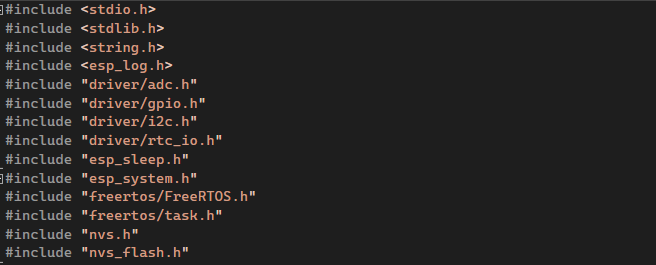 #include <stdio.h>
#include <stdlib.h>
#include <string.h>
#include <esp_log.h>
#include "driver/adc.h"
#include "driver/gpio.h"
#include "driver/i2c.h"
#include "driver/rtc_io.h"
#include "esp_sleep.h"
#include "esp_system.h"
#include "freertos/FreeRTOS.h"
#include "freertos/task.h"
#include "nvs.h"
#include "nvs_flash.h"